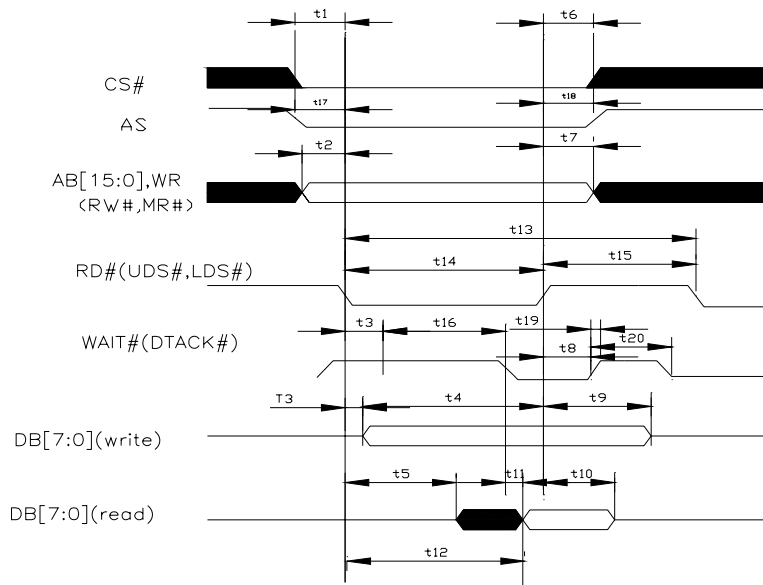 t1
t6
CS#
t17
t18
AS
t2
t7
AB[15:0],WR
(RW#,MR#)
t13
RD#(UDS#,LDS#)
t14
t15
t3
t16
t19
WAIT#(DTACK#)
t8
t20
T3
t4
t9
DB[7:0](write)
t5
t11
t10
DB[7:0](read)
t12